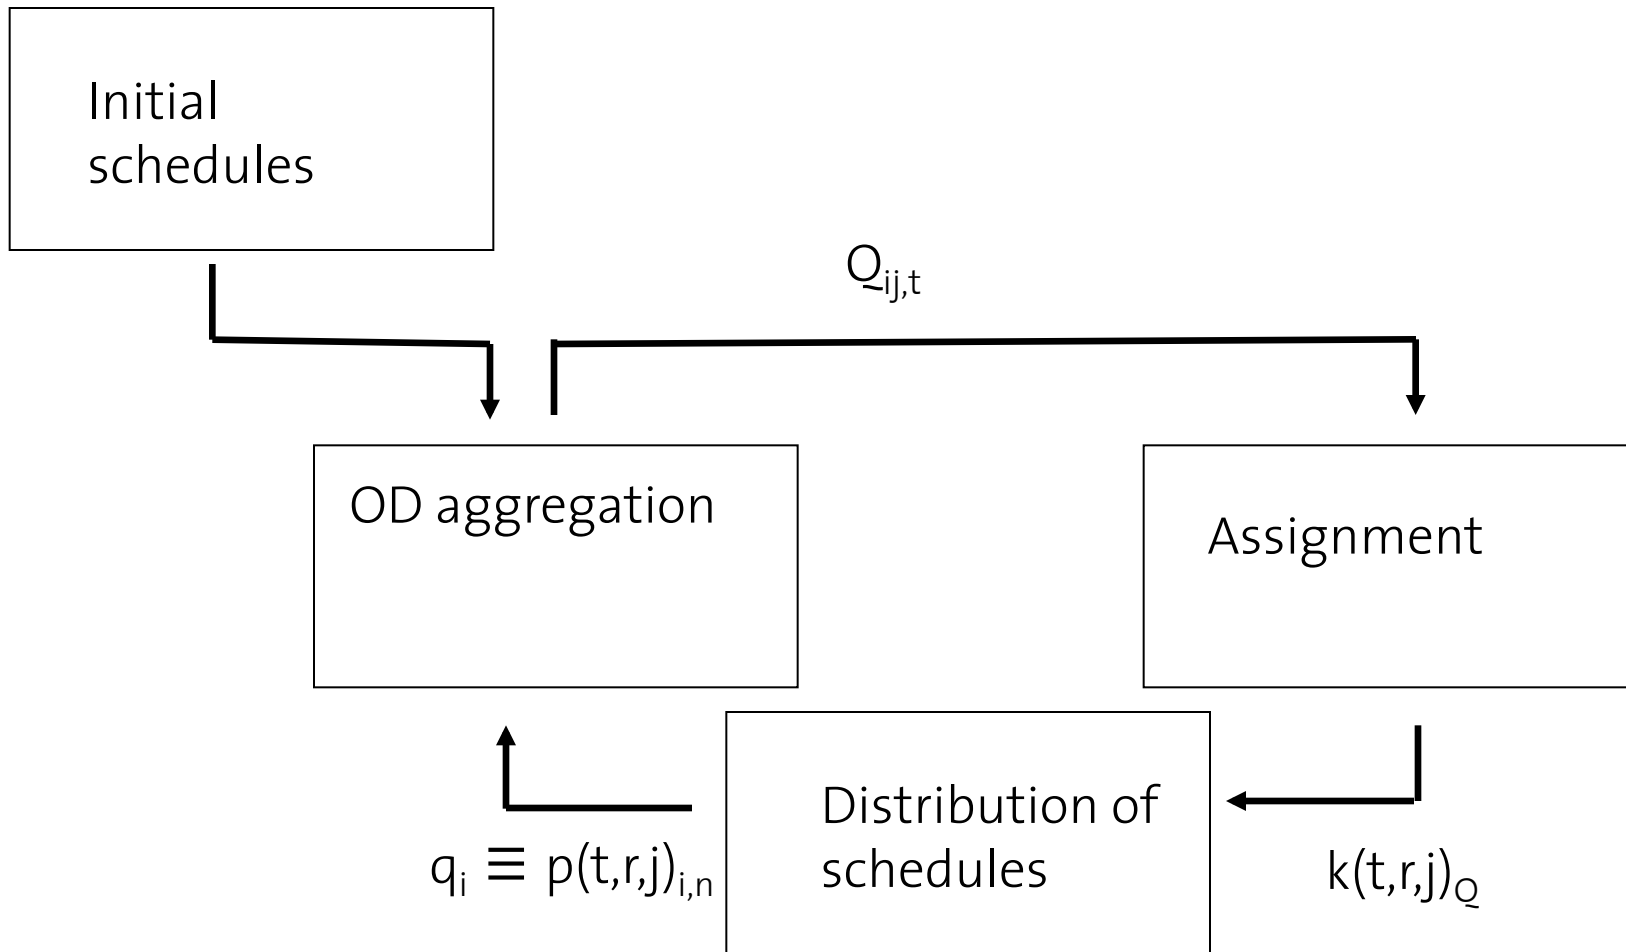 Initial
schedules
Q_ij,t
OD aggregation
Assignment
Distribution of
schedules
q_i ≡ p(t,r,j)_i,n
k(t,r,j)_Q